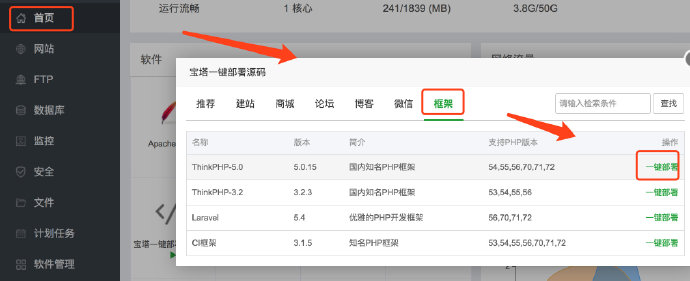 运行流畅 1 核心 241/1839 (MB) 3.8G/50G
首页
网站
FTP
数据库
监控
安全
文件
计划任务
软件管理
软件
Apache
宝塔一键部署
宝塔一键部署源码
推荐 建站 商城 论坛 博客 微信 框架 请输入检索条件 查找
名称 版本 简介 支持PHP版本 操作
ThinkPHP-5.0 5.0.15 国内知名PHP框架 54,55,56,70,71,72 一键部署
ThinkPHP-3.2 3.2.3 国内知名PHP框架 53,54,55,56 一键部署
Laravel 5.4 优雅的PHP开发框架 56,70,71,72 一键部署
CI框架 3.1.5 知名PHP框架 53,54,55,56,70,71,72 一键部署
2